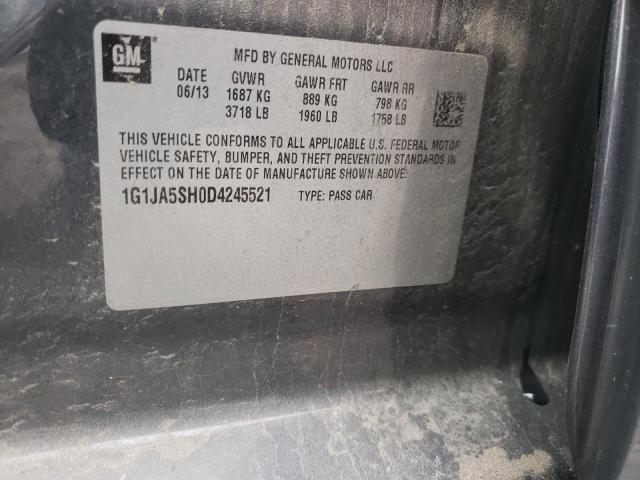 GM
MFD BY GENERAL MOTORS LLC
DATE GVWR GAWR FRT GAWR RR
06/13 1687 KG 889 KG 798 KG
3718 LB 1960 LB 1758 LB
THIS VEHICLE CONFORMS TO ALL APPLICABLE U.S. FEDERAL MOTOR
VEHICLE SAFETY, BUMPER, AND THEFT PREVENTION STANDARDS IN
EFFECT ON THE DATE OF MANUFACTURE SHOWN ABOVE.
1G1JA5SH0D4245521 TYPE: PASS CAR